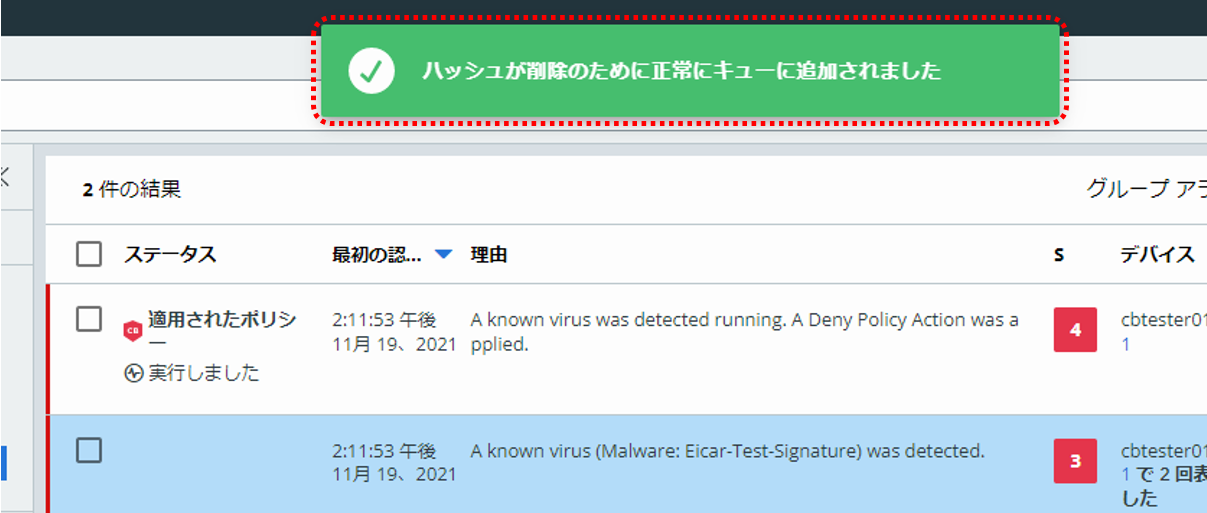 ハッシュが削除のために正常にキューに追加されました
2 件の結果
グループ アラ
ステータス
最初の認...
理由
S
デバイス
CB
適用されたポリシ
ー
実行しました
2:11:53 午後
11月 19、2021
A known virus was detected running. A Deny Policy Action was a
pplied.
4
cbtester01
1
2:11:53 午後
11月 19、2021
A known virus (Malware: Eicar-Test-Signature) was detected.
3
cbtester01
1 で 2 回表
した